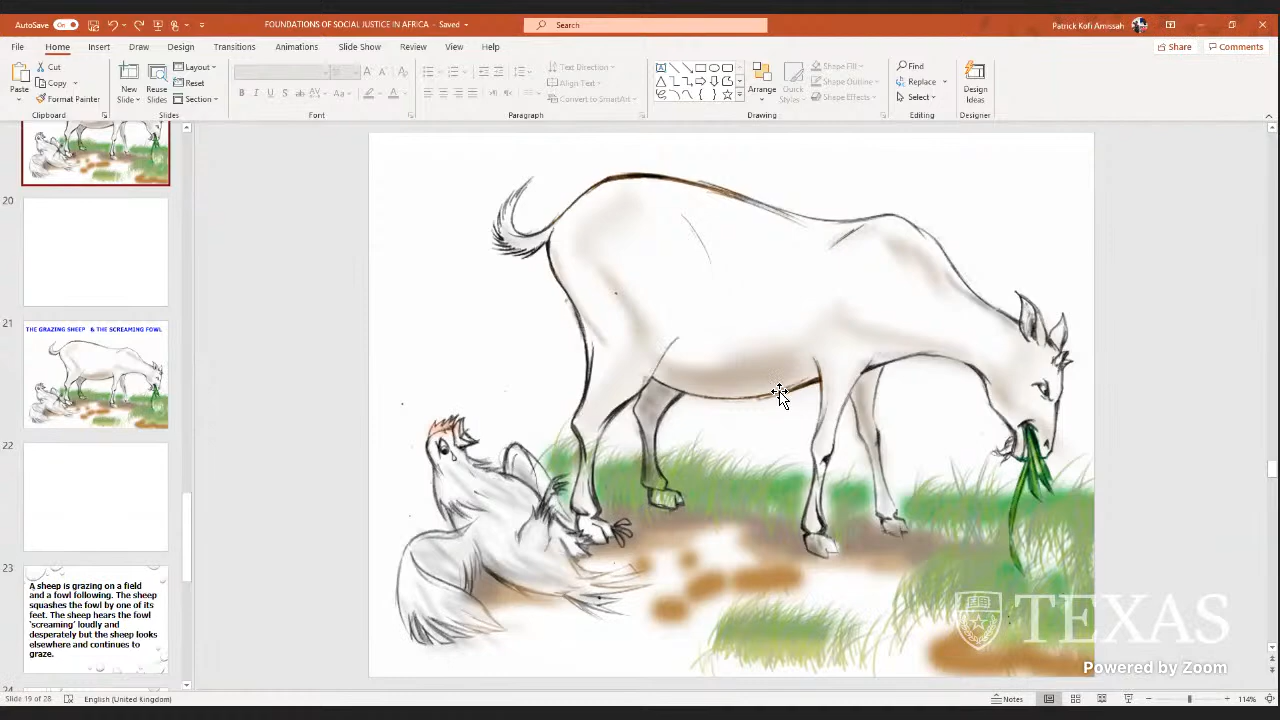 AutoSave On FOUNDATIONS OF SOCIAL JUSTICE IN AFRICA - Saved Search Patrick Kofi Amissah
File Home Insert Draw Design Transitions Animations Slide Show Review View Help Share Comments
Paste Cut Copy Format Painter
Clipboard
New Slide Reuse Slides Layout Reset Section
Slides
B I U S ab AV Aa A
Font
Text Direction Align Text Convert to SmartArt
Paragraph
Arrange Quick Styles Shape Fill Shape Outline Shape Effects
Drawing
Find Replace Select
Editing
Design Ideas
Designer
20
21
THE GRAZING SHEEP & THE SCREAMING FOWL
22
23
A sheep is grazing on a field
and a fowl following. The sheep
squashes the fowl by one of its
feet. The sheep hears the fowl
‘screaming’ loudly and
desperately but the sheep looks
elsewhere and continues to
graze.
TEXAS
Powered by Zoom
Slide 19 of 28 English (United Kingdom) Notes 114%